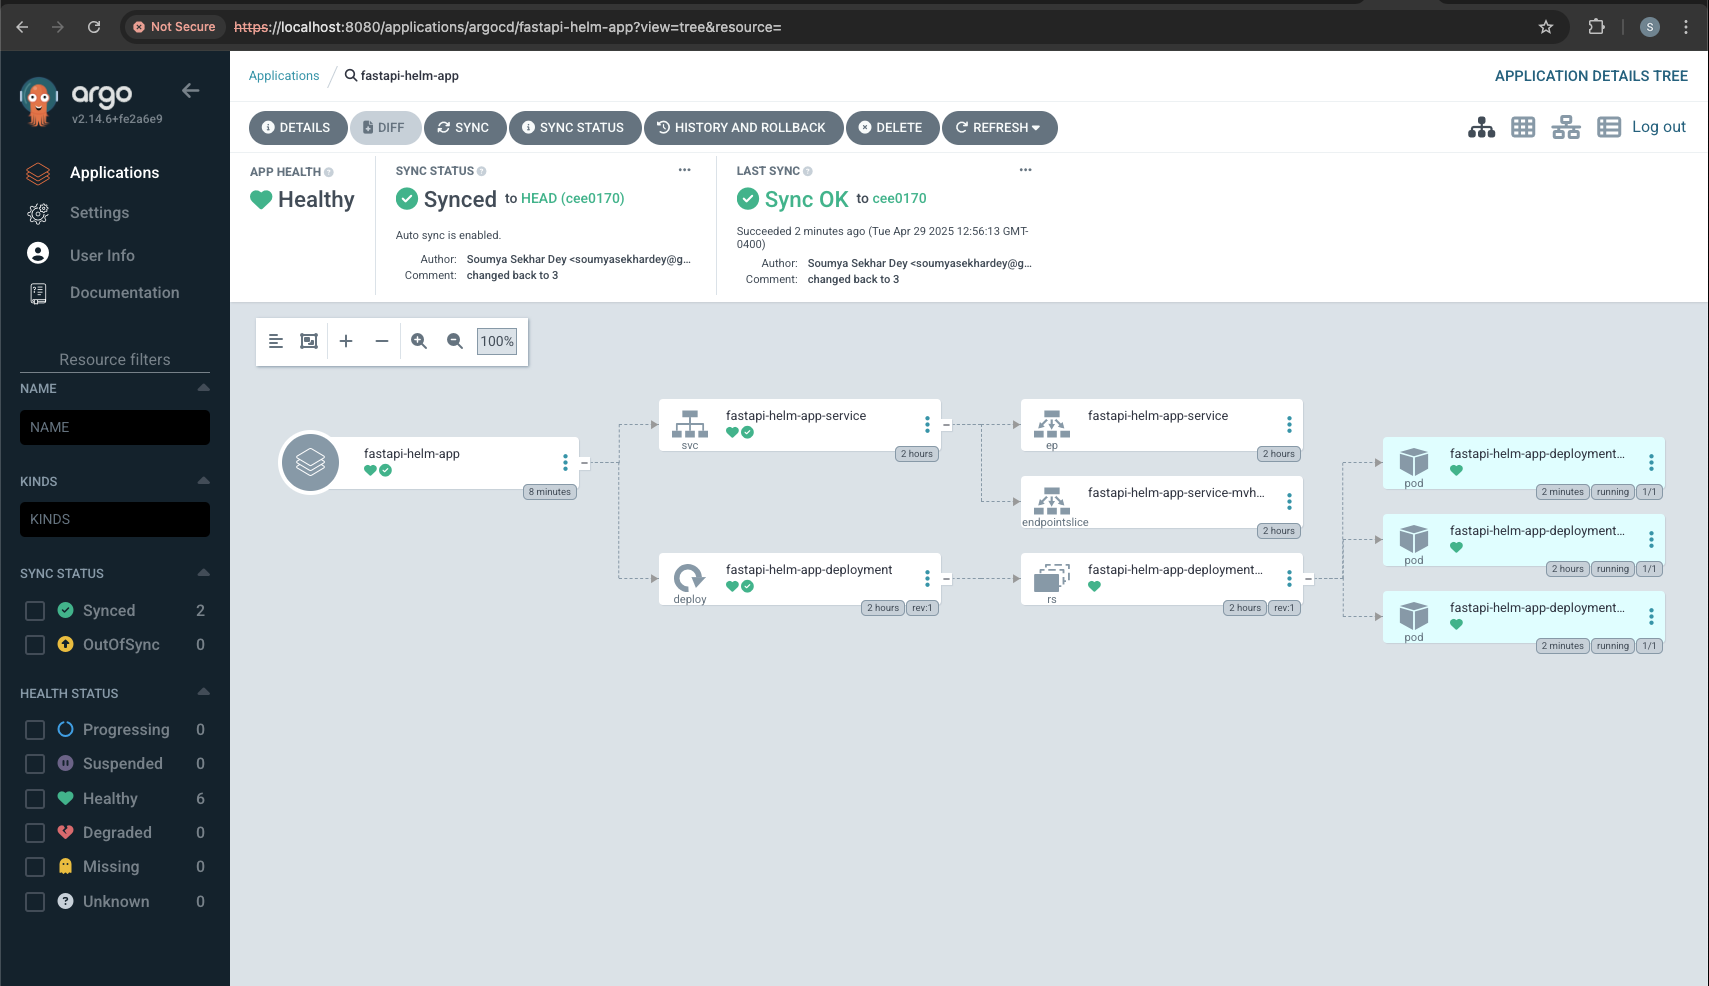 Not Secure https://localhost:8080/applications/argocd/fastapi-helm-app?view=tree&resource= S
argo
v2.14.6+fe2a6e9
Applications
Settings
User Info
Documentation
Resource filters
NAME
NAME
KINDS
KINDS
SYNC STATUS
Synced 2
OutOfSync 0
HEALTH STATUS
Progressing 0
Suspended 0
Healthy 6
Degraded 0
Missing 0
Unknown 0
Applications / fastapi-helm-app
APPLICATION DETAILS TREE
DETAILS DIFF SYNC SYNC STATUS HISTORY AND ROLLBACK DELETE REFRESH
Log out
APP HEALTH
Healthy
SYNC STATUS
Synced to HEAD (cee0170)
Auto sync is enabled.
Author: Soumya Sekhar Dey <soumyasekhardey@g...
Comment: changed back to 3
LAST SYNC
Sync OK to cee0170
Succeeded 2 minutes ago (Tue Apr 29 2025 12:56:13 GMT-
0400)
Author: Soumya Sekhar Dey <soumyasekhardey@g...
Comment: changed back to 3
100%
fastapi-helm-app
8 minutes
svc
fastapi-helm-app-service
2 hours
deploy
fastapi-helm-app-deployment
2 hours rev:1
ep
fastapi-helm-app-service
2 hours
endpointslice
fastapi-helm-app-service-mvh...
2 hours
rs
fastapi-helm-app-deployment...
2 hours rev:1
pod
fastapi-helm-app-deployment...
2 minutes running 1/1
pod
fastapi-helm-app-deployment...
2 hours running 1/1
pod
fastapi-helm-app-deployment...
2 minutes running 1/1